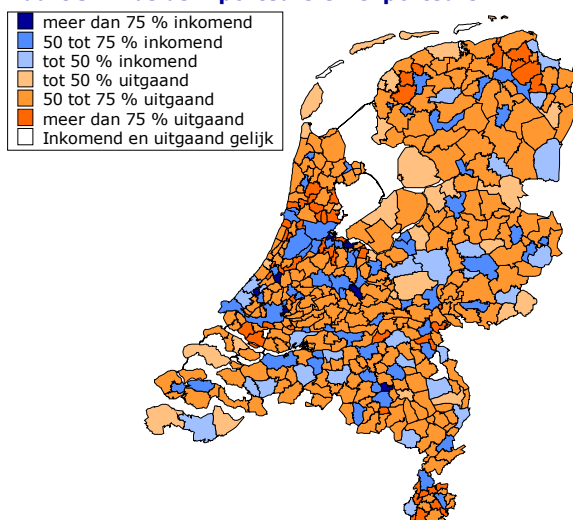 meer dan 75 % inkomend
50 tot 75 % inkomend
tot 50 % inkomend
tot 50 % uitgaand
50 tot 75 % uitgaand
meer dan 75 % uitgaand
Inkomend en uitgaand gelijk